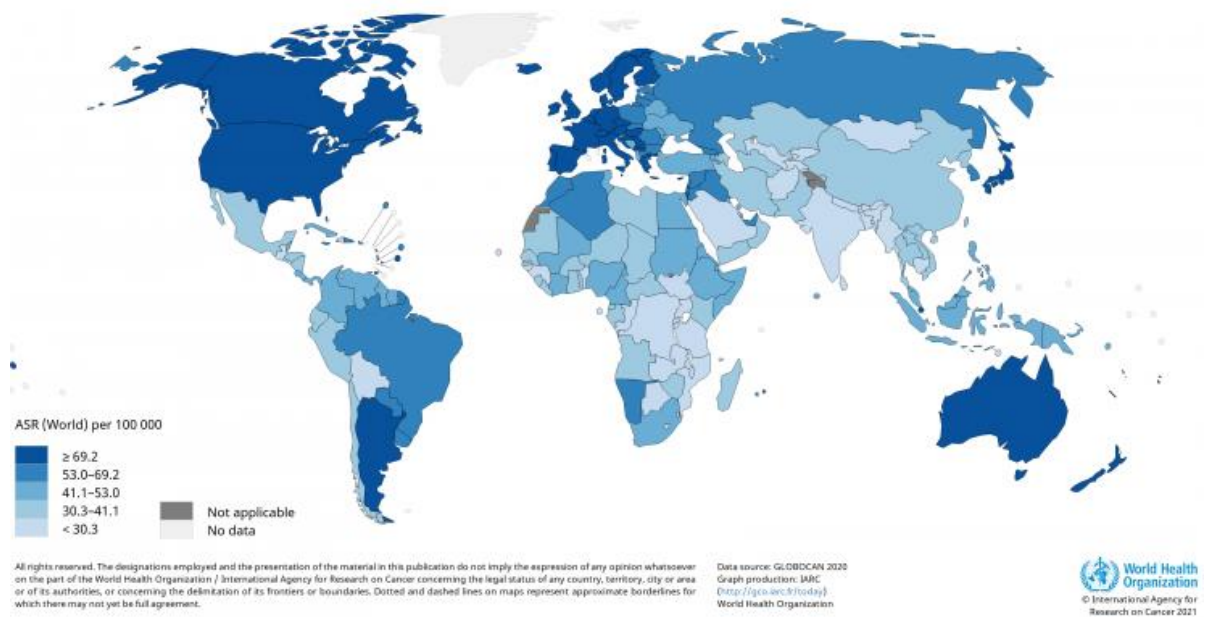 ASR (World) per 100 000
≥ 69.2
53.0–69.2
41.1–53.0
30.3–41.1
< 30.3
Not applicable
No data
All rights reserved. The designations employed and the presentation of the material in this publication do not imply the expression of any opinion whatsoever
on the part of the World Health Organization / International Agency for Research on Cancer concerning the legal status of any country, territory, city or area
or of its authorities, or concerning the delimitation of its frontiers or boundaries. Dotted and dashed lines on maps represent approximate borderlines for
which there may not yet be full agreement.
Data source: GLOBOCAN 2020
Graph production: IARC
(http://gco.iarc.fr/today)
World Health Organization
World Health
Organization
© International Agency for
Research on Cancer 2021